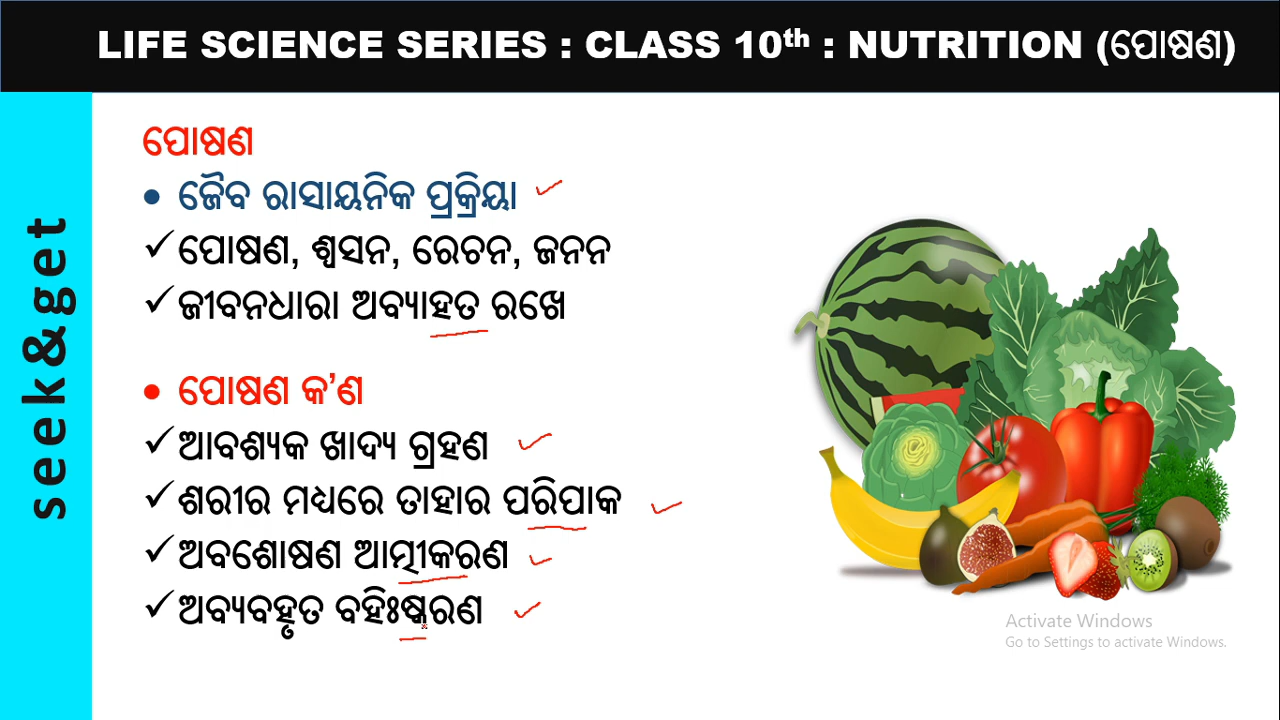 LIFE SCIENCE SERIES : CLASS 10th : NUTRITION (ପୋଷଣ)
seek&get
ପୋଷଣ
• ଜୈବ ରାସାୟନିକ ପ୍ରକ୍ରିୟା
✓ ପୋଷଣ, ଶ୍ୱସନ, ରେଚନ, ଜନନ
✓ ଜୀବନଧାରା ଅବ୍ୟାହତ ରଖେ
• ପୋଷଣ କ’ଣ
✓ ଆବଶ୍ୟକ ଖାଦ୍ୟ ଗ୍ରହଣ
✓ ଶରୀର ମଧ୍ୟରେ ତାହାର ପରିପାକ
✓ ଅବଶୋଷଣ ଆତ୍ମୀକରଣ
✓ ଅବ୍ୟବହୃତ ବହିଃଷ୍କରଣ
Activate Windows
Go to Settings to activate Windows.